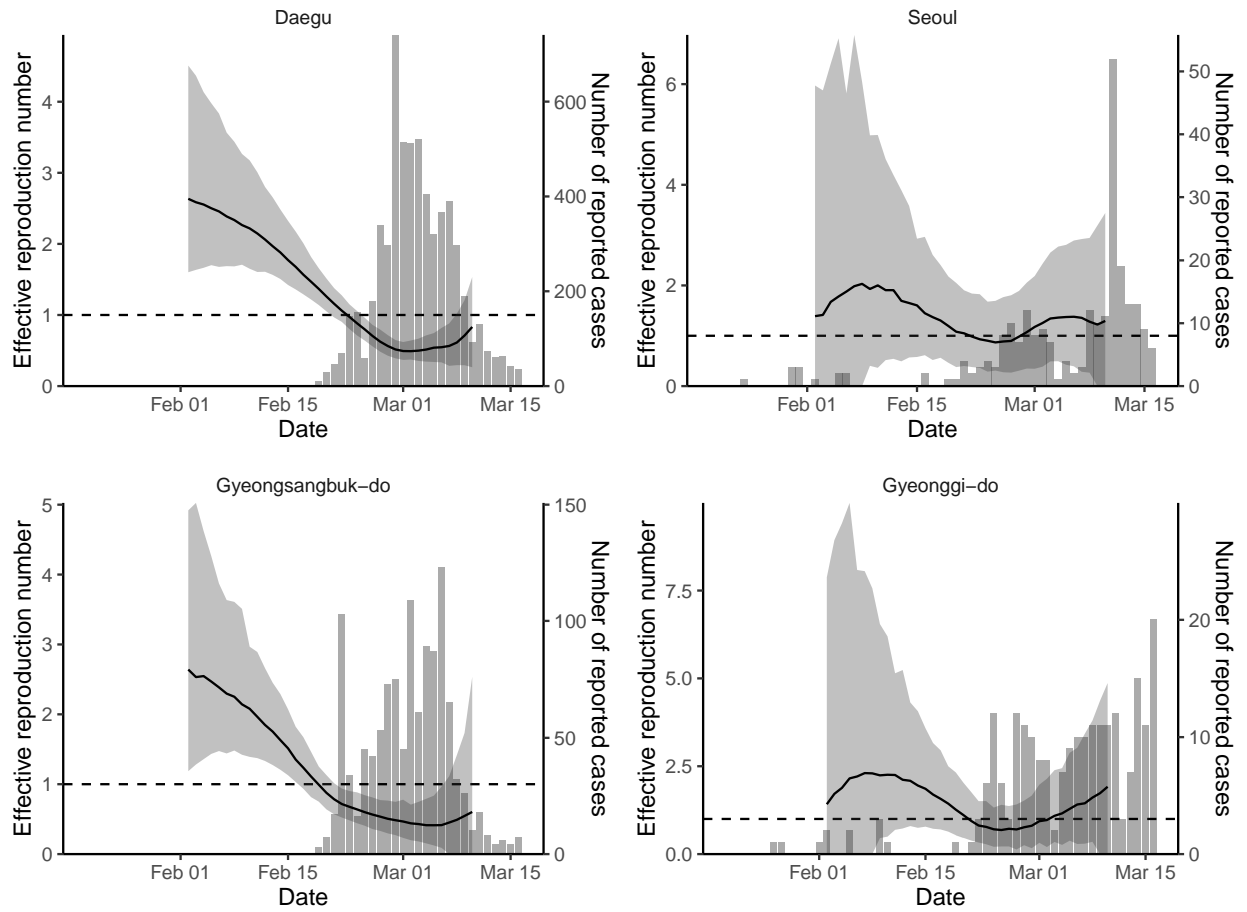 Daegu
Effective reproduction number
4
3
2
1
0
600
400
200
0
Number of reported cases
Feb 01 Feb 15 Mar 01 Mar 15
Date
Seoul
Effective reproduction number
6
4
2
0
50
40
30
20
10
0
Number of reported cases
Feb 01 Feb 15 Mar 01 Mar 15
Date
Gyeongsangbuk−do
Effective reproduction number
5
4
3
2
1
0
150
100
50
0
Number of reported cases
Feb 01 Feb 15 Mar 01 Mar 15
Date
Gyeonggi−do
Effective reproduction number
7.5
5.0
2.5
0.0
20
10
0
Number of reported cases
Feb 01 Feb 15 Mar 01 Mar 15
Date